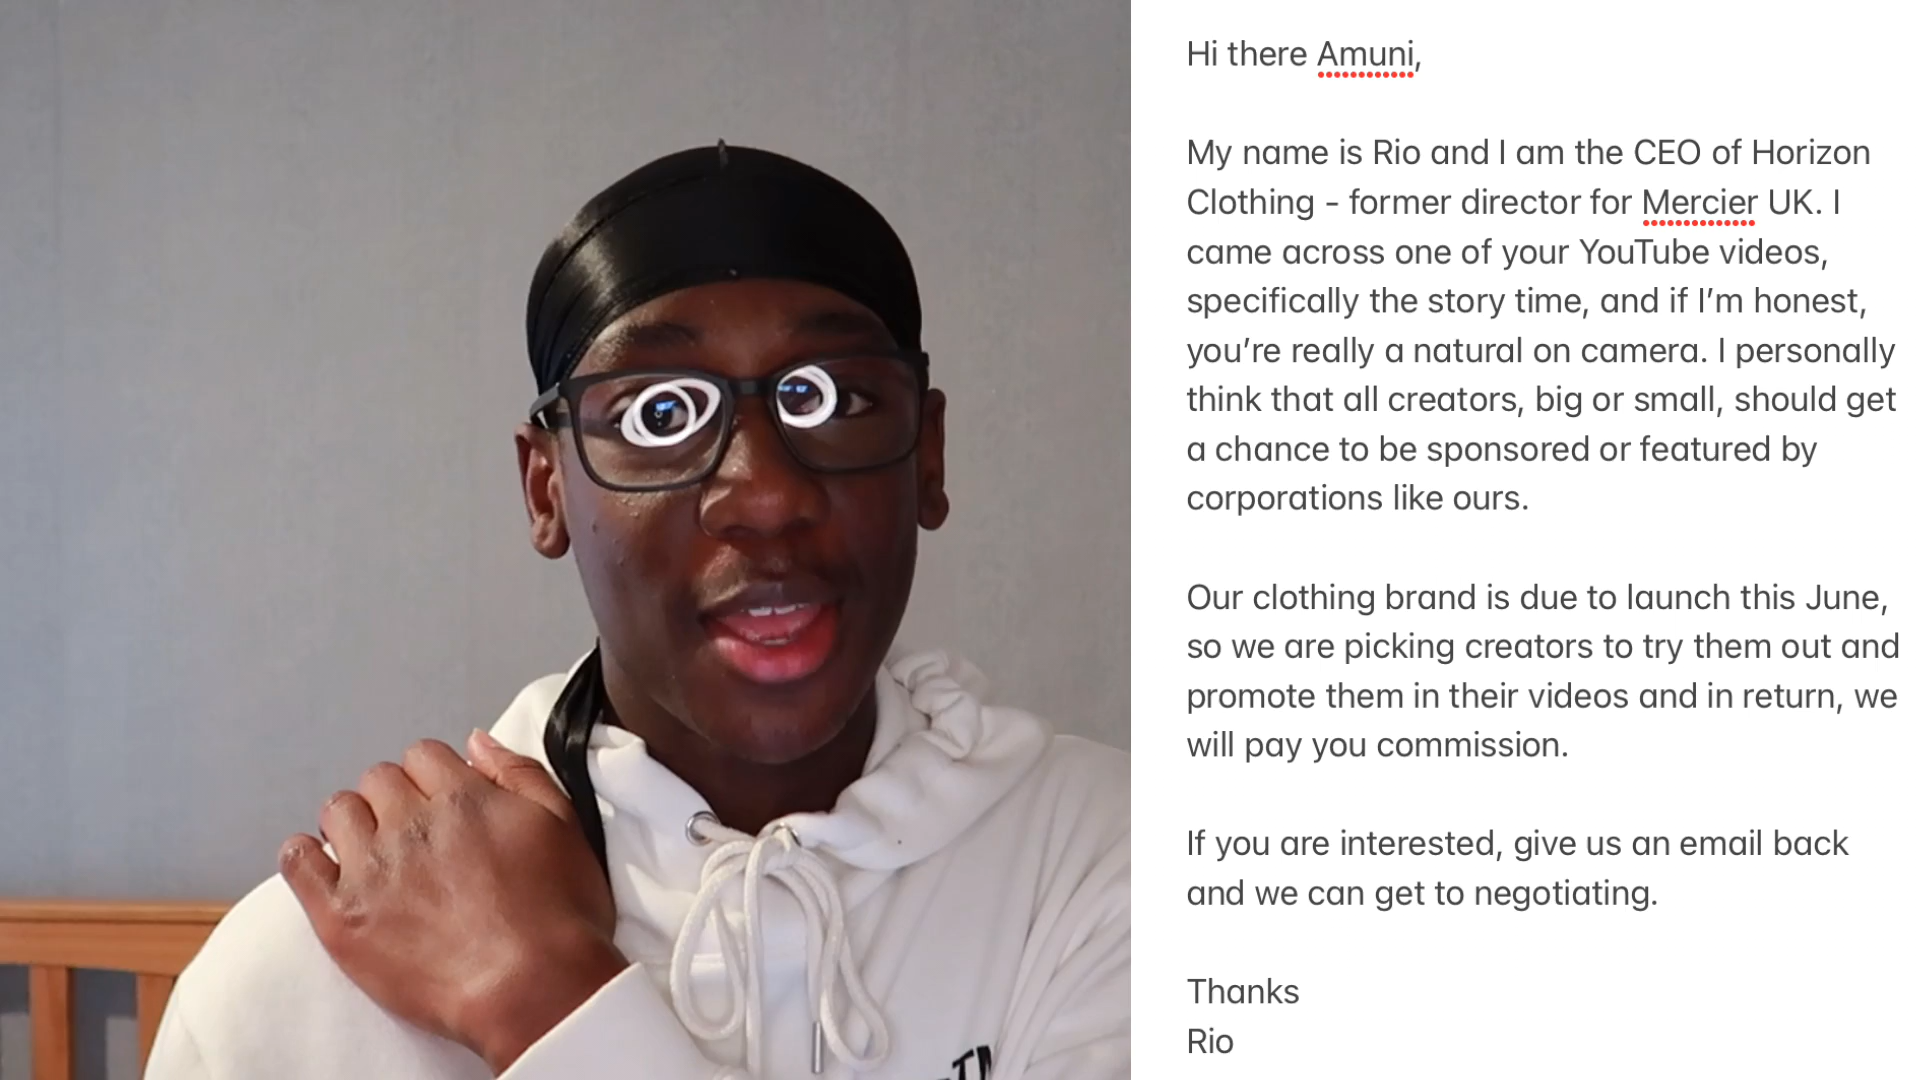 Hi there Amuni,
My name is Rio and I am the CEO of Horizon
Clothing - former director for Mercier UK. I
came across one of your YouTube videos,
specifically the story time, and if I’m honest,
you’re really a natural on camera. I personally
think that all creators, big or small, should get
a chance to be sponsored or featured by
corporations like ours.
Our clothing brand is due to launch this June,
so we are picking creators to try them out and
promote them in their videos and in return, we
will pay you commission.
If you are interested, give us an email back
and we can get to negotiating.
Thanks
Rio